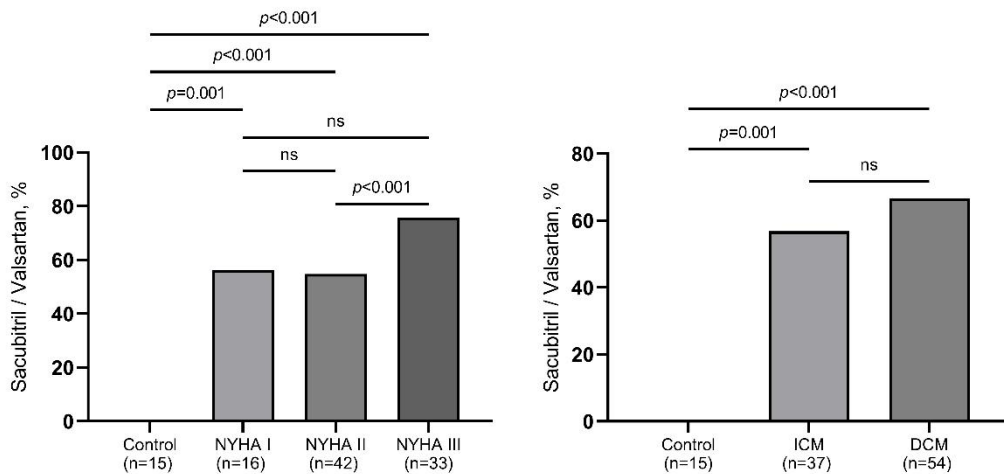 p<0.001
p<0.001
p=0.001
ns
ns
p<0.001
Sacubitril / Valsartan, %
100
80
60
40
20
0
Control NYHA I NYHA II NYHA III
(n=15) (n=16) (n=42) (n=33)
p<0.001
p=0.001
ns
Sacubitril / Valsartan, %
80
60
40
20
0
Control ICM DCM
(n=15) (n=37) (n=54)